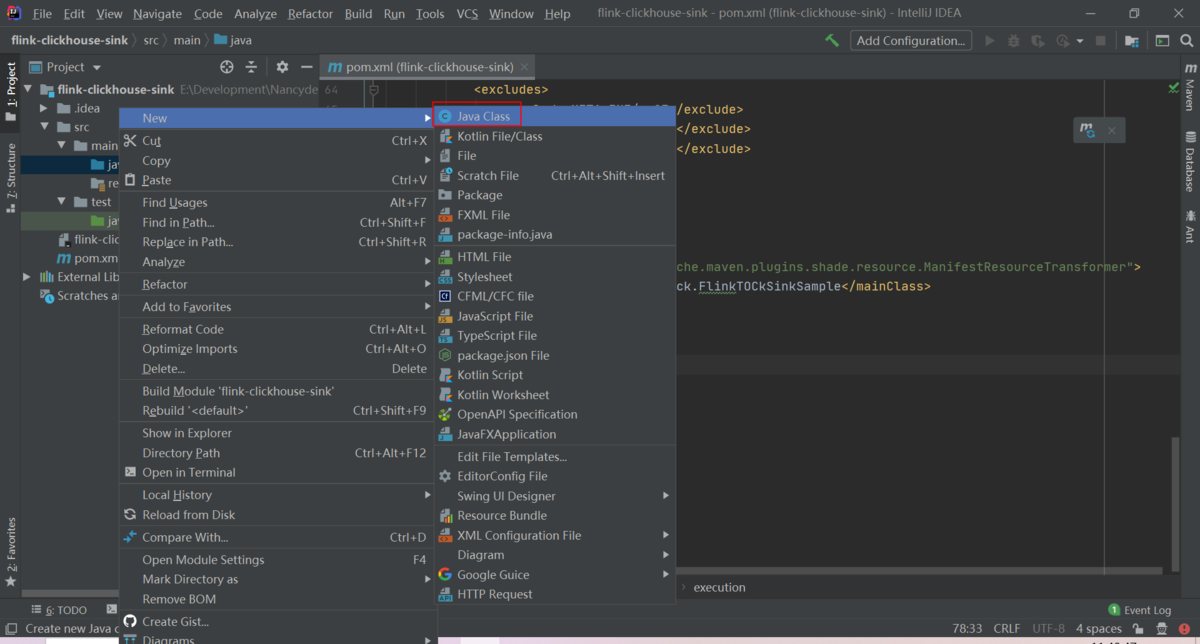 File Edit View Navigate Code Analyze Refactor Build Run Tools VCS Window Help flink-clickhouse-sink - pom.xml (flink-clickhouse-sink) - IntelliJ IDEA
flink-clickhouse-sink src main java Add Configuration...
1: Project
7: Structure
2: Favorites
Project
flink-clickhouse-sink E:\Development\Nancyde
.idea
src
main
ja
re
test
ja
flink-clic
pom.xm
External Lib
Scratches a
New
Cut Ctrl+X
Copy
Paste Ctrl+V
Find Usages Alt+F7
Find in Path... Ctrl+Shift+F
Replace in Path... Ctrl+Shift+R
Analyze
Refactor
Add to Favorites
Reformat Code Ctrl+Alt+L
Optimize Imports Ctrl+Alt+O
Delete... Delete
Build Module 'flink-clickhouse-sink'
Rebuild '<default>' Ctrl+Shift+F9
Show in Explorer
Directory Path Ctrl+Alt+F12
Open in Terminal
Local History
Reload from Disk
Compare With... Ctrl+D
Open Module Settings F4
Mark Directory as
Remove BOM
Create Gist...
Diagrams
Java Class
Kotlin File/Class
File
Scratch File Ctrl+Alt+Shift+Insert
Package
FXML File
package-info.java
HTML File
Stylesheet
CFML/CFC file
JavaScript File
TypeScript File
package.json File
Kotlin Script
Kotlin Worksheet
OpenAPI Specification
JavaFXApplication
Edit File Templates...
EditorConfig File
Swing UI Designer
Resource Bundle
XML Configuration File
Diagram
Google Guice
HTTP Request
pom.xml (flink-clickhouse-sink)
64 <excludes>
/exclude>
</exclude>
</exclude>
che.maven.plugins.shade.resource.ManifestResourceTransformer">
ck.FlinkTOCkSinkSample</mainClass>
execution
Maven
Database
Ant
6: TODO
Event Log
Create new Java c
78:33 CRLF UTF-8 4 spaces